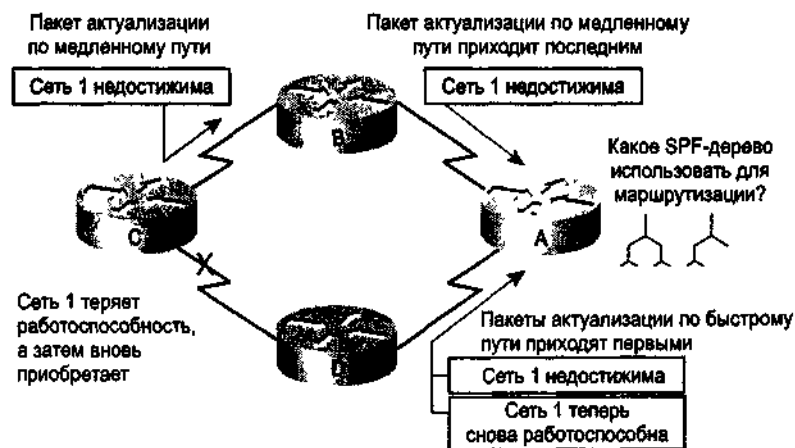 Пакет актуализации
по медленному пути
Сеть 1 недостижима
Пакет актуализации по медленному
пути приходит последним
Сеть 1 недостижима
B
Какое SPF-дерево
использовать для
маршрутизации?
C
A
Сеть 1 теряет
работоспособность,
а затем вновь
приобретает
D
Пакеты актуализации по быстрому
пути приходят первыми
Сеть 1 недостижима
Сеть 1 теперь
снова работоспособна